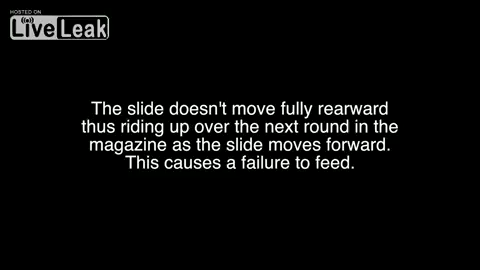 HOSTED ON
LiveLeak
The slide doesn't move fully rearward
thus riding up over the next round in the
magazine as the slide moves forward.
This causes a failure to feed.